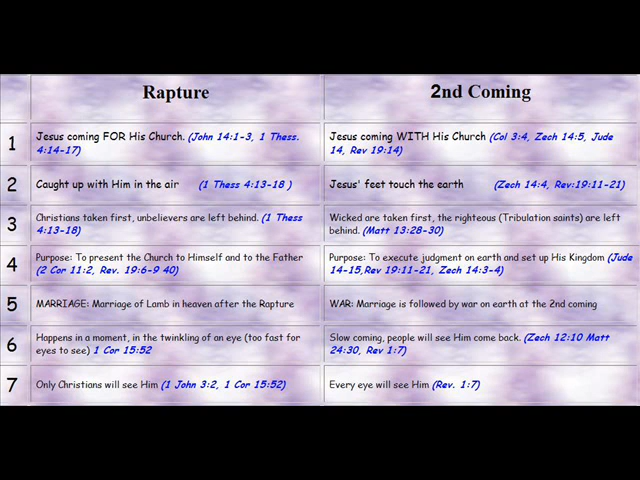 Rapture
2nd Coming
1
Jesus coming FOR His Church. (John 14:1-3, 1 Thess.
4:14-17)
Jesus coming WITH His Church (Col 3:4, Zech 14:5, Jude
14, Rev 19:14)
2
Caught up with Him in the air (1 Thess 4:13-18 )
Jesus' feet touch the earth (Zech 14:4, Rev:19:11-21)
3
Christians taken first, unbelievers are left behind. (1 Thess
4:13-18)
Wicked are taken first, the righteous (Tribulation saints) are left
behind. (Matt 13:28-30)
4
Purpose: To present the Church to Himself and to the Father
(2 Cor 11:2, Rev. 19:6-9 40)
Purpose: To execute judgment on earth and set up His Kingdom (Jude
14-15,Rev 19:11-21, Zech 14:3-4)
5
MARRIAGE: Marriage of Lamb in heaven after the Rapture
WAR: Marriage is followed by war on earth at the 2nd coming
6
Happens in a moment, in the twinkling of an eye (too fast for
eyes to see) 1 Cor 15:52
Slow coming, people will see Him come back. (Zech 12:10 Matt
24:30, Rev 1:7)
7
Only Christians will see Him (1 John 3:2, 1 Cor 15:52)
Every eye will see Him (Rev. 1:7)